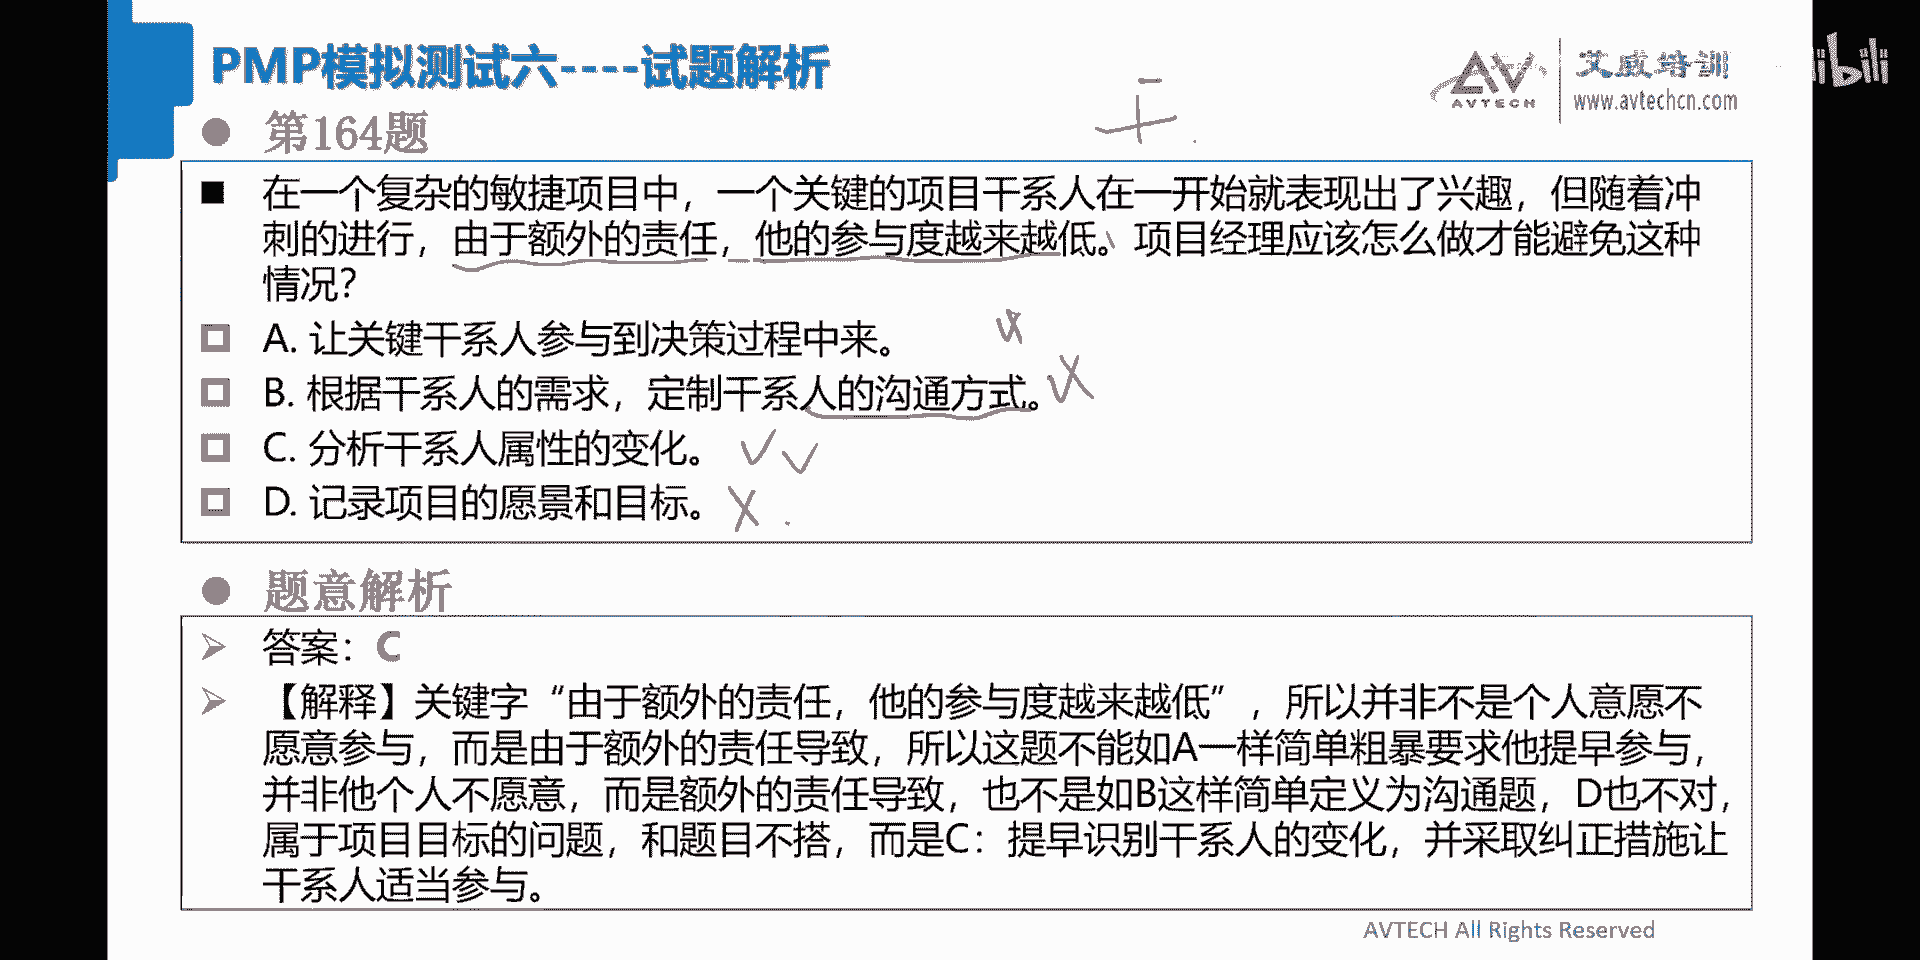 PMP模拟测试六----试题解析
AV
AVTECH
艾威培训
www.avtechcn.com
libili
第164题
干
在一个复杂的敏捷项目中，一个关键的项目干系人在一开始就表现出了兴趣，但随着冲
刺的进行，由于额外的责任，他的参与度越来越低。项目经理应该怎么做才能避免这种
情况？
A. 让关键干系人参与到决策过程中来。
B. 根据干系人的需求，定制干系人的沟通方式。
C. 分析干系人属性的变化。
D. 记录项目的愿景和目标。
题意解析
答案：C
【解释】关键字“由于额外的责任，他的参与度越来越低”，所以并非不是个人意愿不
愿意参与，而是由于额外的责任导致，所以这题不能如A一样简单粗暴要求他提早参与，
并非他个人不愿意，而是额外的责任导致，也不是如B这样简单定义为沟通题，D也不对，
属于项目目标的问题，和题目不搭，而是C：提早识别干系人的变化，并采取纠正措施让
干系人适当参与。
AVTECH All Rights Reserved